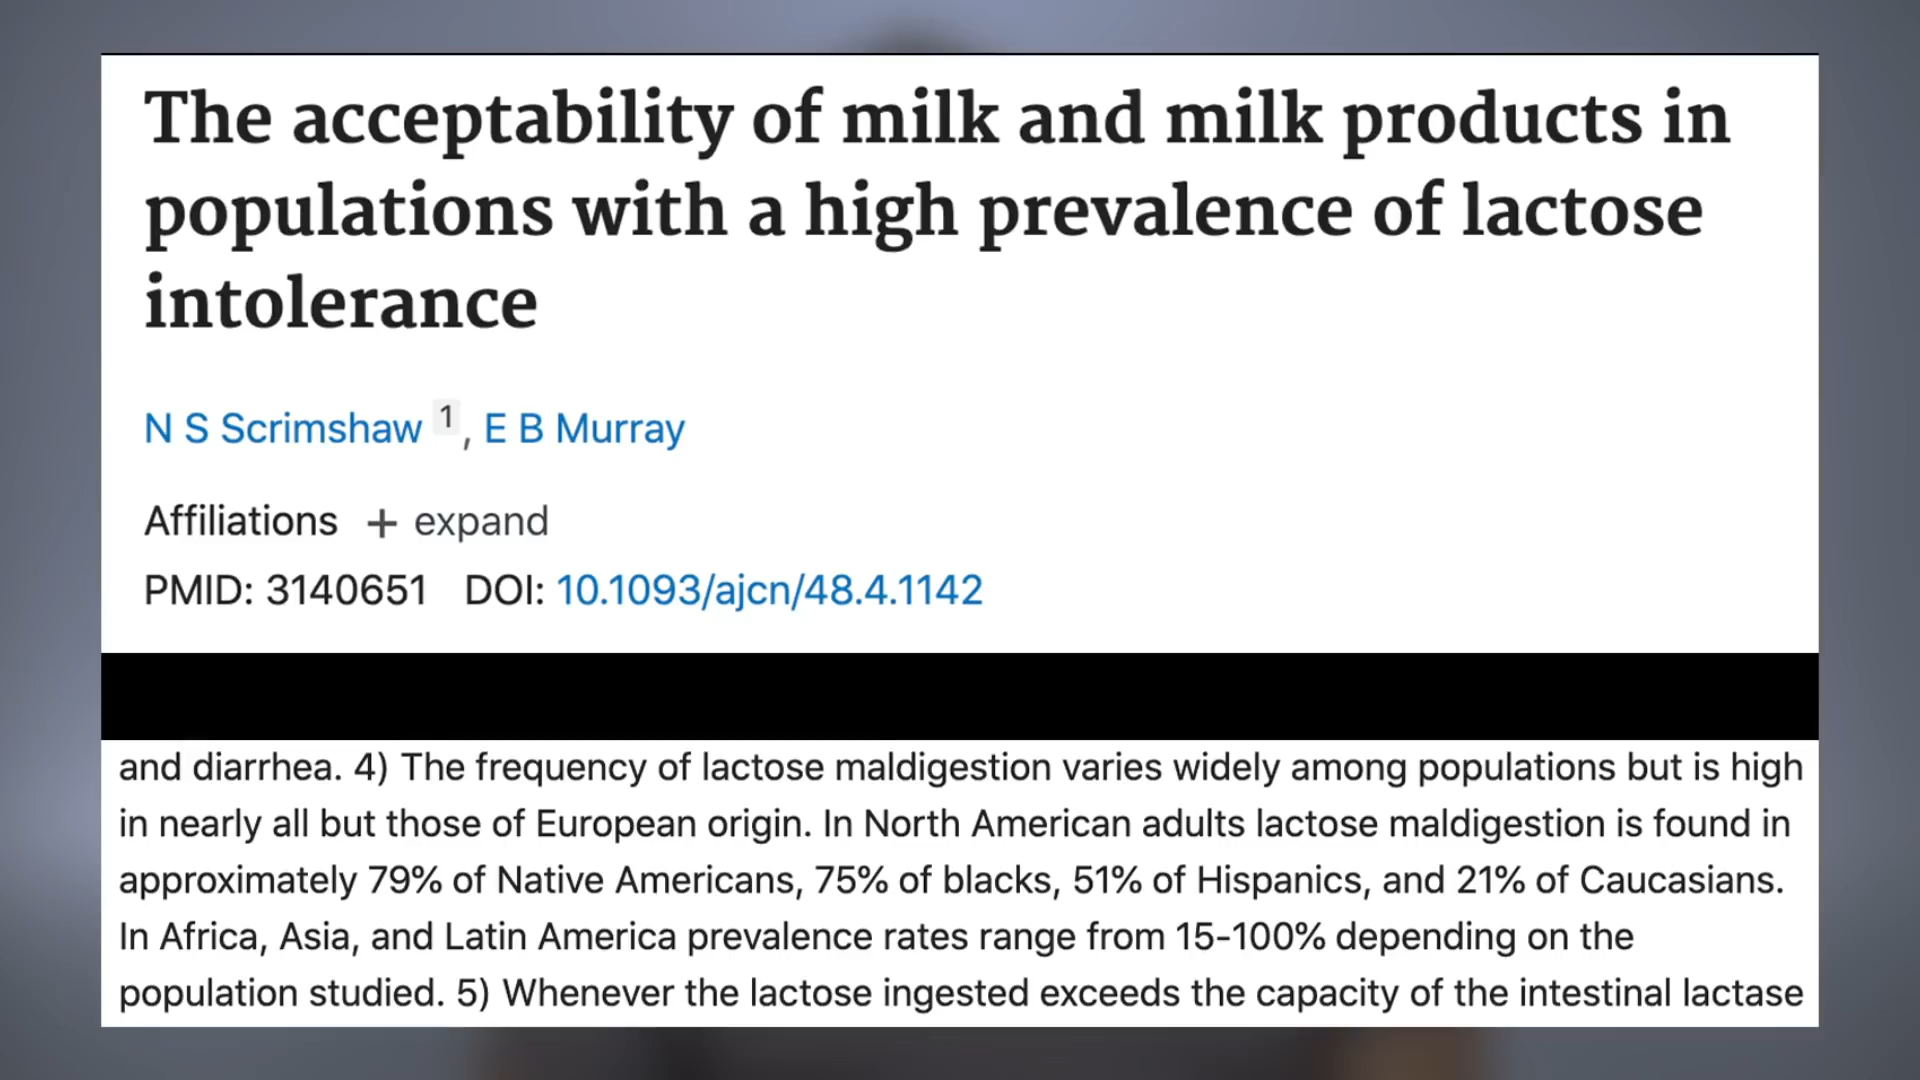 The acceptability of milk and milk products in
populations with a high prevalence of lactose
intolerance
N S Scrimshaw 1, E B Murray
Affiliations + expand
PMID: 3140651 DOI: 10.1093/ajcn/48.4.1142
and diarrhea. 4) The frequency of lactose maldigestion varies widely among populations but is high
in nearly all but those of European origin. In North American adults lactose maldigestion is found in
approximately 79% of Native Americans, 75% of blacks, 51% of Hispanics, and 21% of Caucasians.
In Africa, Asia, and Latin America prevalence rates range from 15-100% depending on the
population studied. 5) Whenever the lactose ingested exceeds the capacity of the intestinal lactase